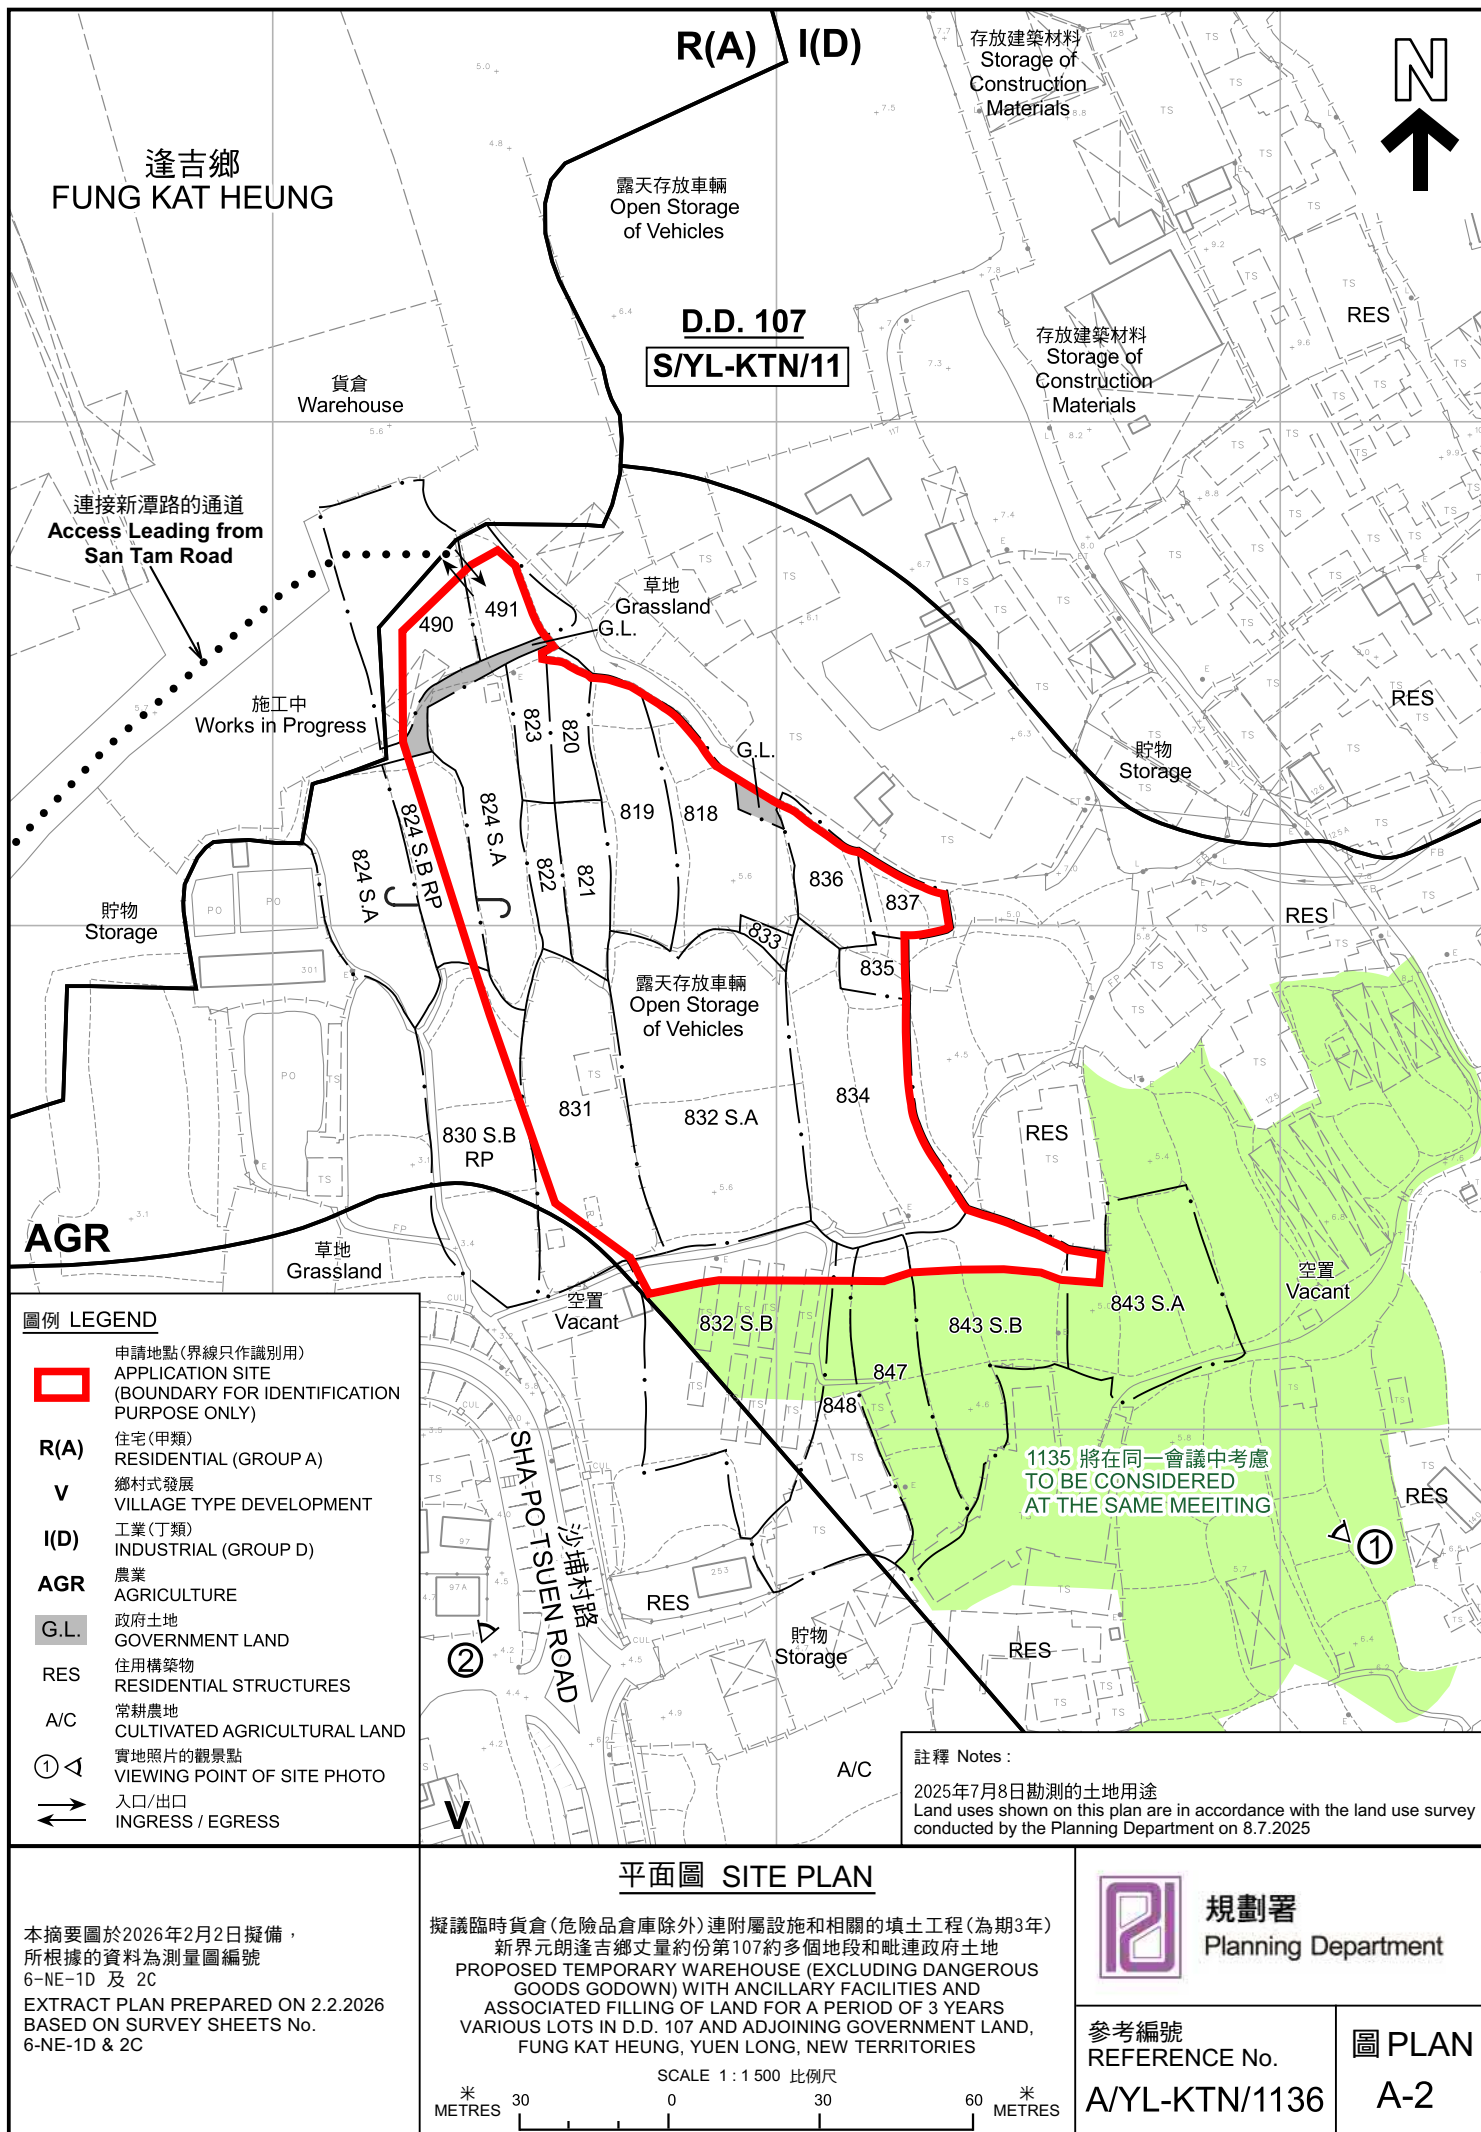 R(A)
I(D)
存放建築材料
Storage of
Construction
Materials
N
逢吉鄉
FUNG KAT HEUNG
露天存放車輛
Open Storage
of Vehicles
D.D. 107
S/YL-KTN/11
RES
存放建築材料
Storage of
Construction
Materials
貨倉
Warehouse
連接新潭路的通道
Access Leading from
San Tam Road
草地
Grassland
G.L.
490
491
施工中
Works in Progress
RES
貯物
Storage
G.L.
823
820
819
818
824 S.B RP
824 S.A
824 S.A
822
821
836
837
833
835
貯物
Storage
RES
露天存放車輛
Open Storage
of Vehicles
831
832 S.A
834
830 S.B
RP
RES
AGR
草地
Grassland
空置
Vacant
空置
Vacant
832 S.B
843 S.B
843 S.A
847
848
1135 將在同一會議中考慮
TO BE CONSIDERED
AT THE SAME MEEITING
RES
1
沙埔村路
SHA PO TSUEN ROAD
RES
2
貯物
Storage
RES
A/C
V
圖例 LEGEND
申請地點(界線只作識別用)
APPLICATION SITE
(BOUNDARY FOR IDENTIFICATION
PURPOSE ONLY)
R(A) 住宅(甲類)
RESIDENTIAL (GROUP A)
V 鄉村式發展
VILLAGE TYPE DEVELOPMENT
I(D) 工業(丁類)
INDUSTRIAL (GROUP D)
AGR 農業
AGRICULTURE
G.L. 政府土地
GOVERNMENT LAND
RES 住用構築物
RESIDENTIAL STRUCTURES
A/C 常耕農地
CULTIVATED AGRICULTURAL LAND
1 實地照片的觀景點
VIEWING POINT OF SITE PHOTO
入口/出口
INGRESS / EGRESS
註釋 Notes :
2025年7月8日勘測的土地用途
Land uses shown on this plan are in accordance with the land use survey
conducted by the Planning Department on 8.7.2025
本摘要圖於2026年2月2日擬備，
所根據的資料為測量圖編號
6-NE-1D 及 2C
EXTRACT PLAN PREPARED ON 2.2.2026
BASED ON SURVEY SHEETS No.
6-NE-1D & 2C
平面圖 SITE PLAN
擬議臨時貨倉(危險品倉庫除外)連附屬設施和相關的填土工程(為期3年)
新界元朗逢吉鄉丈量約份第107約多個地段和毗連政府土地
PROPOSED TEMPORARY WAREHOUSE (EXCLUDING DANGEROUS
GOODS GODOWN) WITH ANCILLARY FACILITIES AND
ASSOCIATED FILLING OF LAND FOR A PERIOD OF 3 YEARS
VARIOUS LOTS IN D.D. 107 AND ADJOINING GOVERNMENT LAND,
FUNG KAT HEUNG, YUEN LONG, NEW TERRITORIES
SCALE 1 : 1 500 比例尺
米
METRES 30 0 30 60 米
METRES
規劃署
Planning Department
參考編號
REFERENCE No.
A/YL-KTN/1136
圖 PLAN
A-2